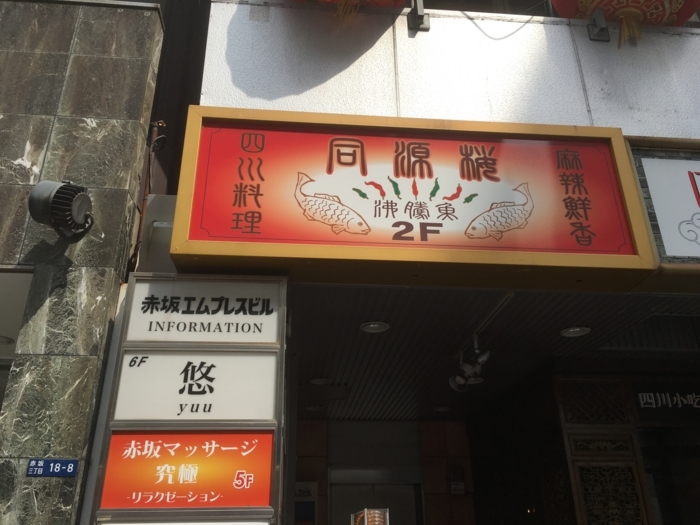 四川料理
同源楼
沸騰東
2F
麻辣鮮香
赤坂エムプレスビル
INFORMATION
6F
悠
yuu
赤坂マッサージ
究極
5F
-リラクゼーション-
赤坂
三丁目
18-8
四川小吃